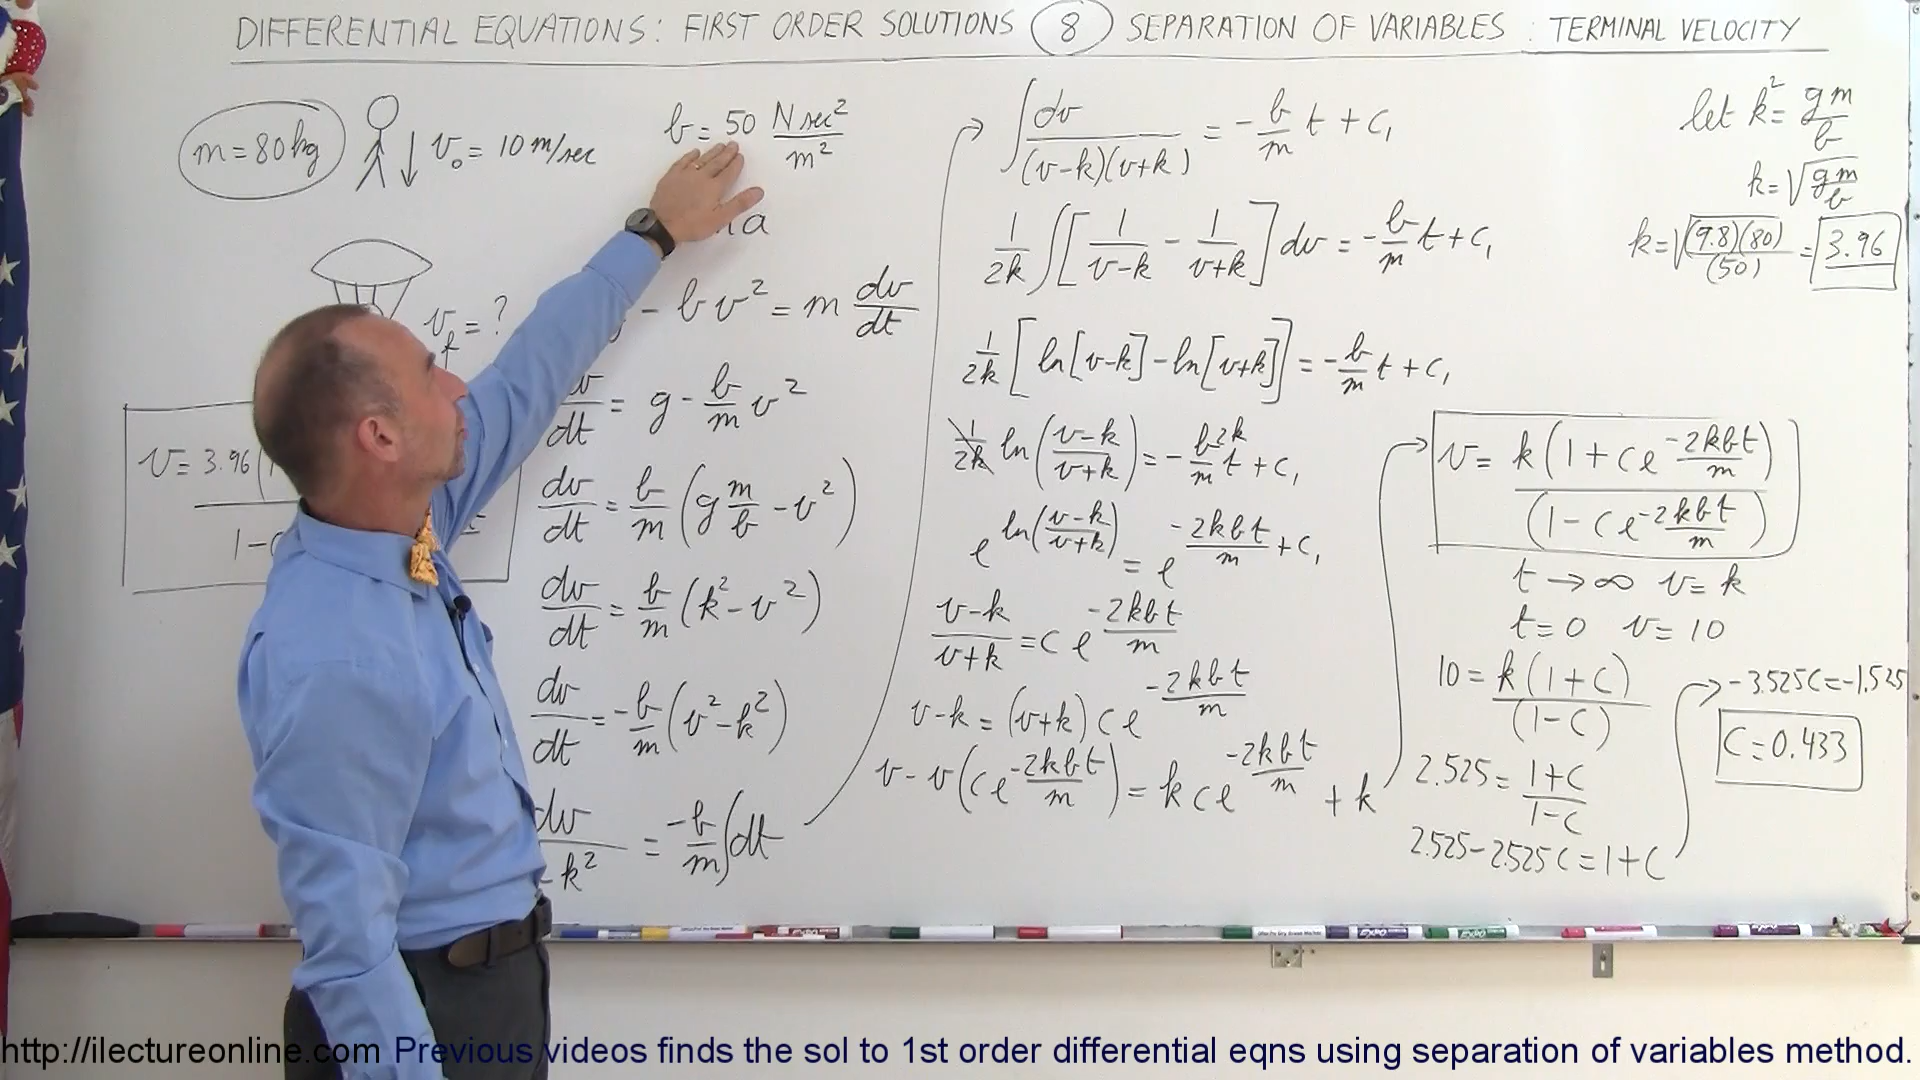 DIFFERENTIAL EQUATIONS: FIRST ORDER SOLUTIONS 8 SEPARATION OF VARIABLES : TERMINAL VELOCITY
m = 80 kg
v₀ = 10 m/sec
b = 50 N sec²/m²
a
v_f = ?
- b v² = m dv/dt
dv/dt = g - b/m v²
dv/dt = b/m (g m/b - v²)
dv/dt = b/m (k² - v²)
dv/dt = -b/m (v² - k²)
dv/- k² = -b/m ∫dt
v = 3.96 (
1 - C
∫ dv/(v-k)(v+k) = -b/m t + C₁
1/2k ∫[1/v-k - 1/v+k] dv = -b/m t + C₁
1/2k [ln[v-k] - ln[v+k]] = -b/m t + C₁
1/2k ln(v-k/v+k) = -b2k/m t + C₁
e^ln(v-k/v+k) = e^-2kbt/m + C₁
v-k/v+k = C e^-2kbt/m
v-k = (v+k) C e^-2kbt/m
v - v(C e^-2kbt/m) = k C e^-2kbt/m + k
let k² = gm/b
k = √gm/b
k = √(9.8)(80)/(50) = 3.96
v = k(1 + C e^-2kbt/m)/(1 - C e^-2kbt/m)
t → ∞ v = k
t = 0 v = 10
10 = k(1+C)/(1-C)
2.525 = 1+C/1-C
2.525 - 2.525C = 1+C
-3.525C = -1.525
C = 0.433
EXPO
http://ilectureonline.com Previous videos finds the sol to 1st order differential eqns using separation of variables method.